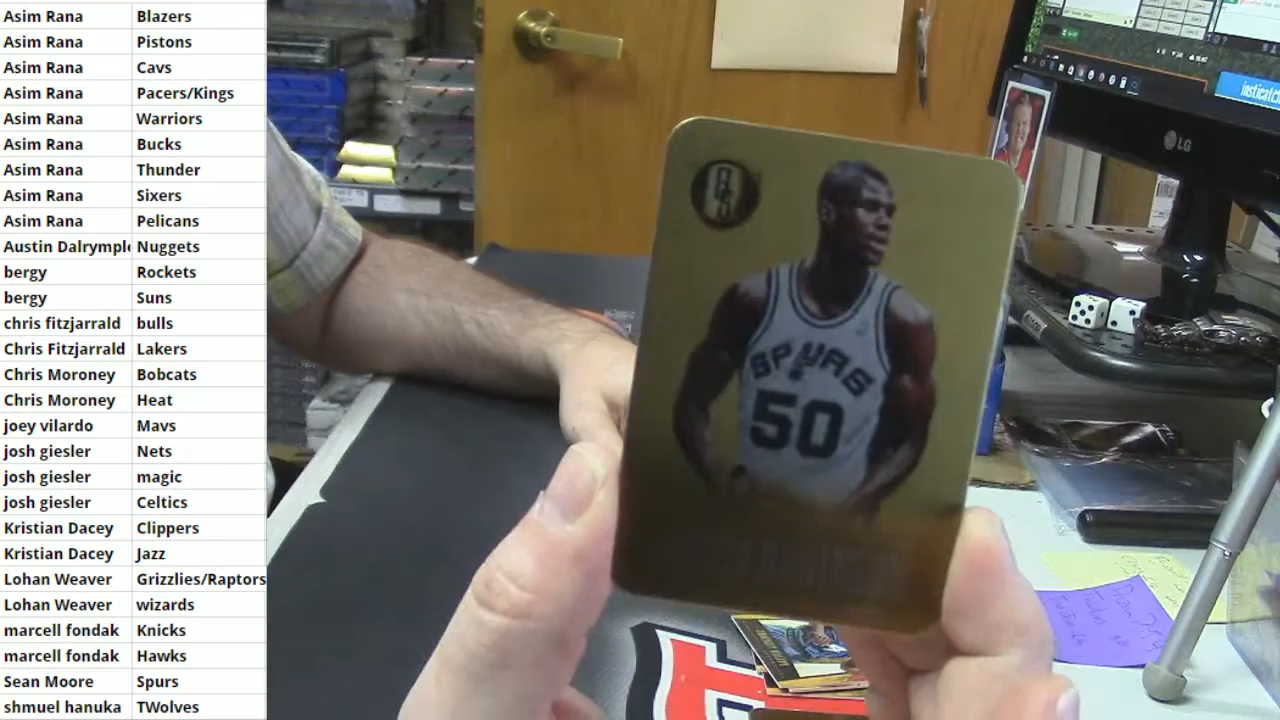 Asim Rana Blazers
Asim Rana Pistons
Asim Rana Cavs
Asim Rana Pacers/Kings
Asim Rana Warriors
Asim Rana Bucks
Asim Rana Thunder
Asim Rana Sixers
Asim Rana Pelicans
Austin Dalrymple Nuggets
bergy Rockets
bergy Suns
chris fitzjarrald bulls
Chris Fitzjarrald Lakers
Chris Moroney Bobcats
Chris Moroney Heat
joey vilardo Mavs
josh giesler Nets
josh giesler magic
josh giesler Celtics
Kristian Dacey Clippers
Kristian Dacey Jazz
Lohan Weaver Grizzlies/Raptors
Lohan Weaver wizards
marcell fondak Knicks
marcell fondak Hawks
Sean Moore Spurs
shmuel hanuka TWolves
SPURS
50
LG